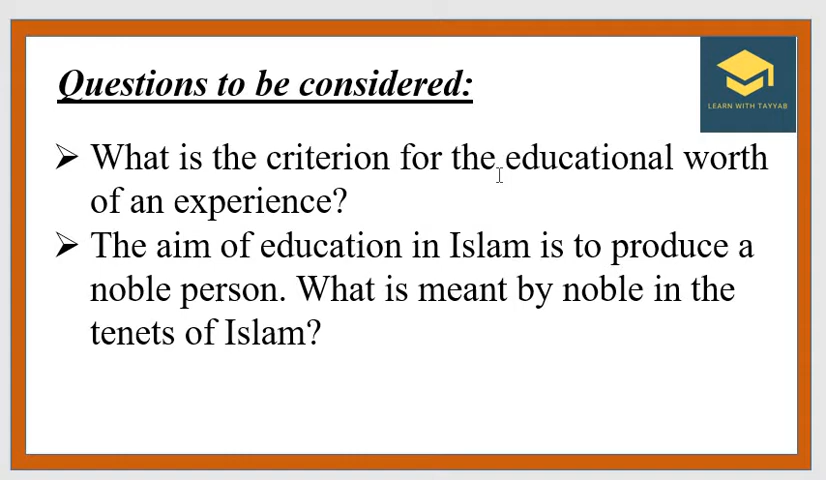 Questions to be considered:
LEARN WITH TAYYAB
➢ What is the criterion for the educational worth
of an experience?
➢ The aim of education in Islam is to produce a
noble person. What is meant by noble in the
tenets of Islam?